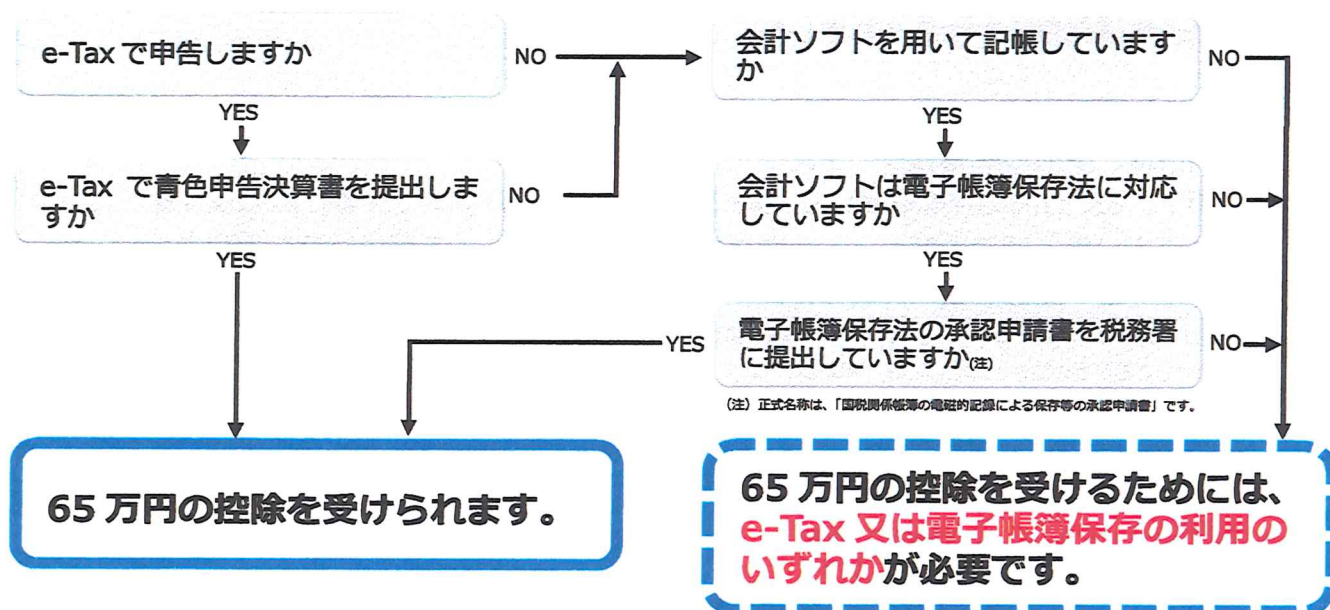 e-Tax で申告しますか
NO
YES
e-Tax で青色申告決算書を提出しま
すか
NO
YES
会計ソフトを用いて記帳しています
か
NO
YES
会計ソフトは電子帳簿保存法に対応
していますか
NO
YES
電子帳簿保存法の承認申請書を税務署
に提出していますか(注)
NO
YES
(注) 正式名称は、「国税関係帳簿の電磁的記録による保存等の承認申請書」です。
65 万円の控除を受けられます。
65 万円の控除を受けるためには、
e-Tax 又は電子帳簿保存の利用の
いずれかが必要です。